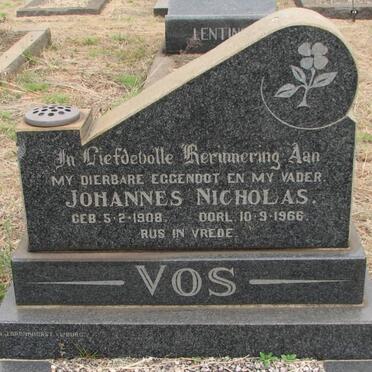 LENTIN
In Liefdevolle Herinnering Aan
MY DIERBARE EGGENOOT EN MY VADER
JOHANNES NICHOLAS.
GEB. 5-2-1908. OORL. 10-9-1966.
RUS IN VREDE.
VOS